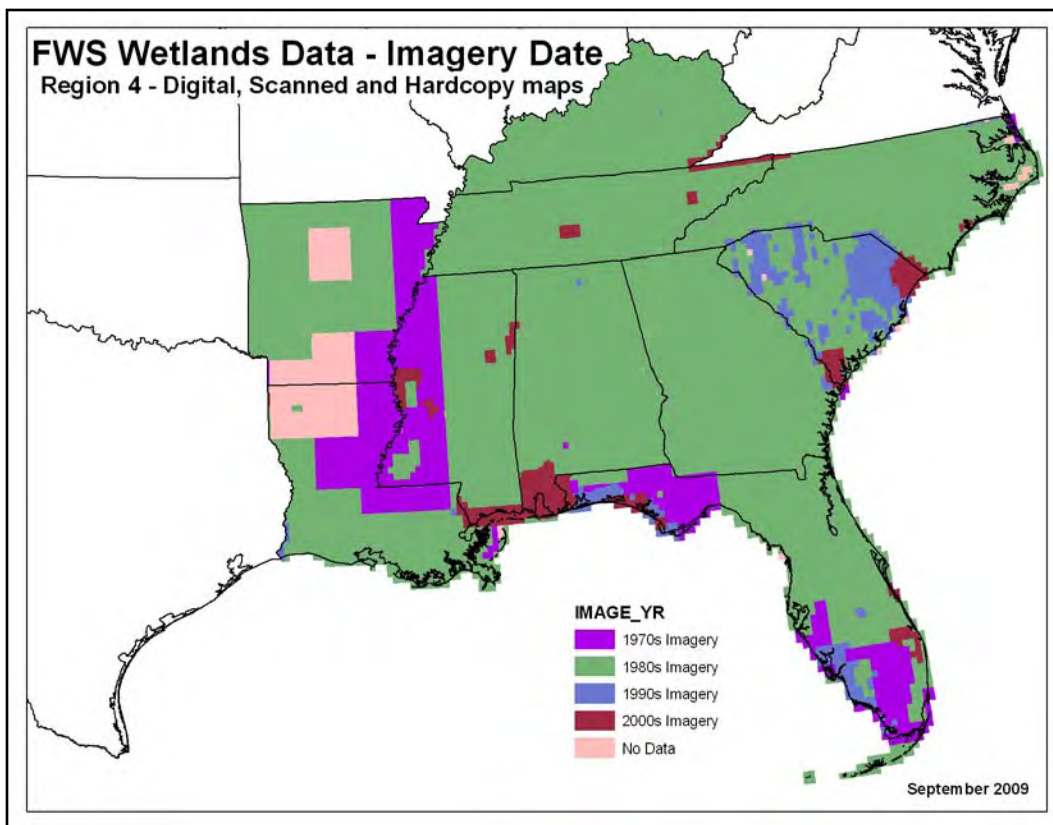 FWS Wetlands Data - Imagery Date
Region 4 - Digital, Scanned and Hardcopy maps
IMAGE_YR
1970s Imagery
1980s Imagery
1990s Imagery
2000s Imagery
No Data
September 2009